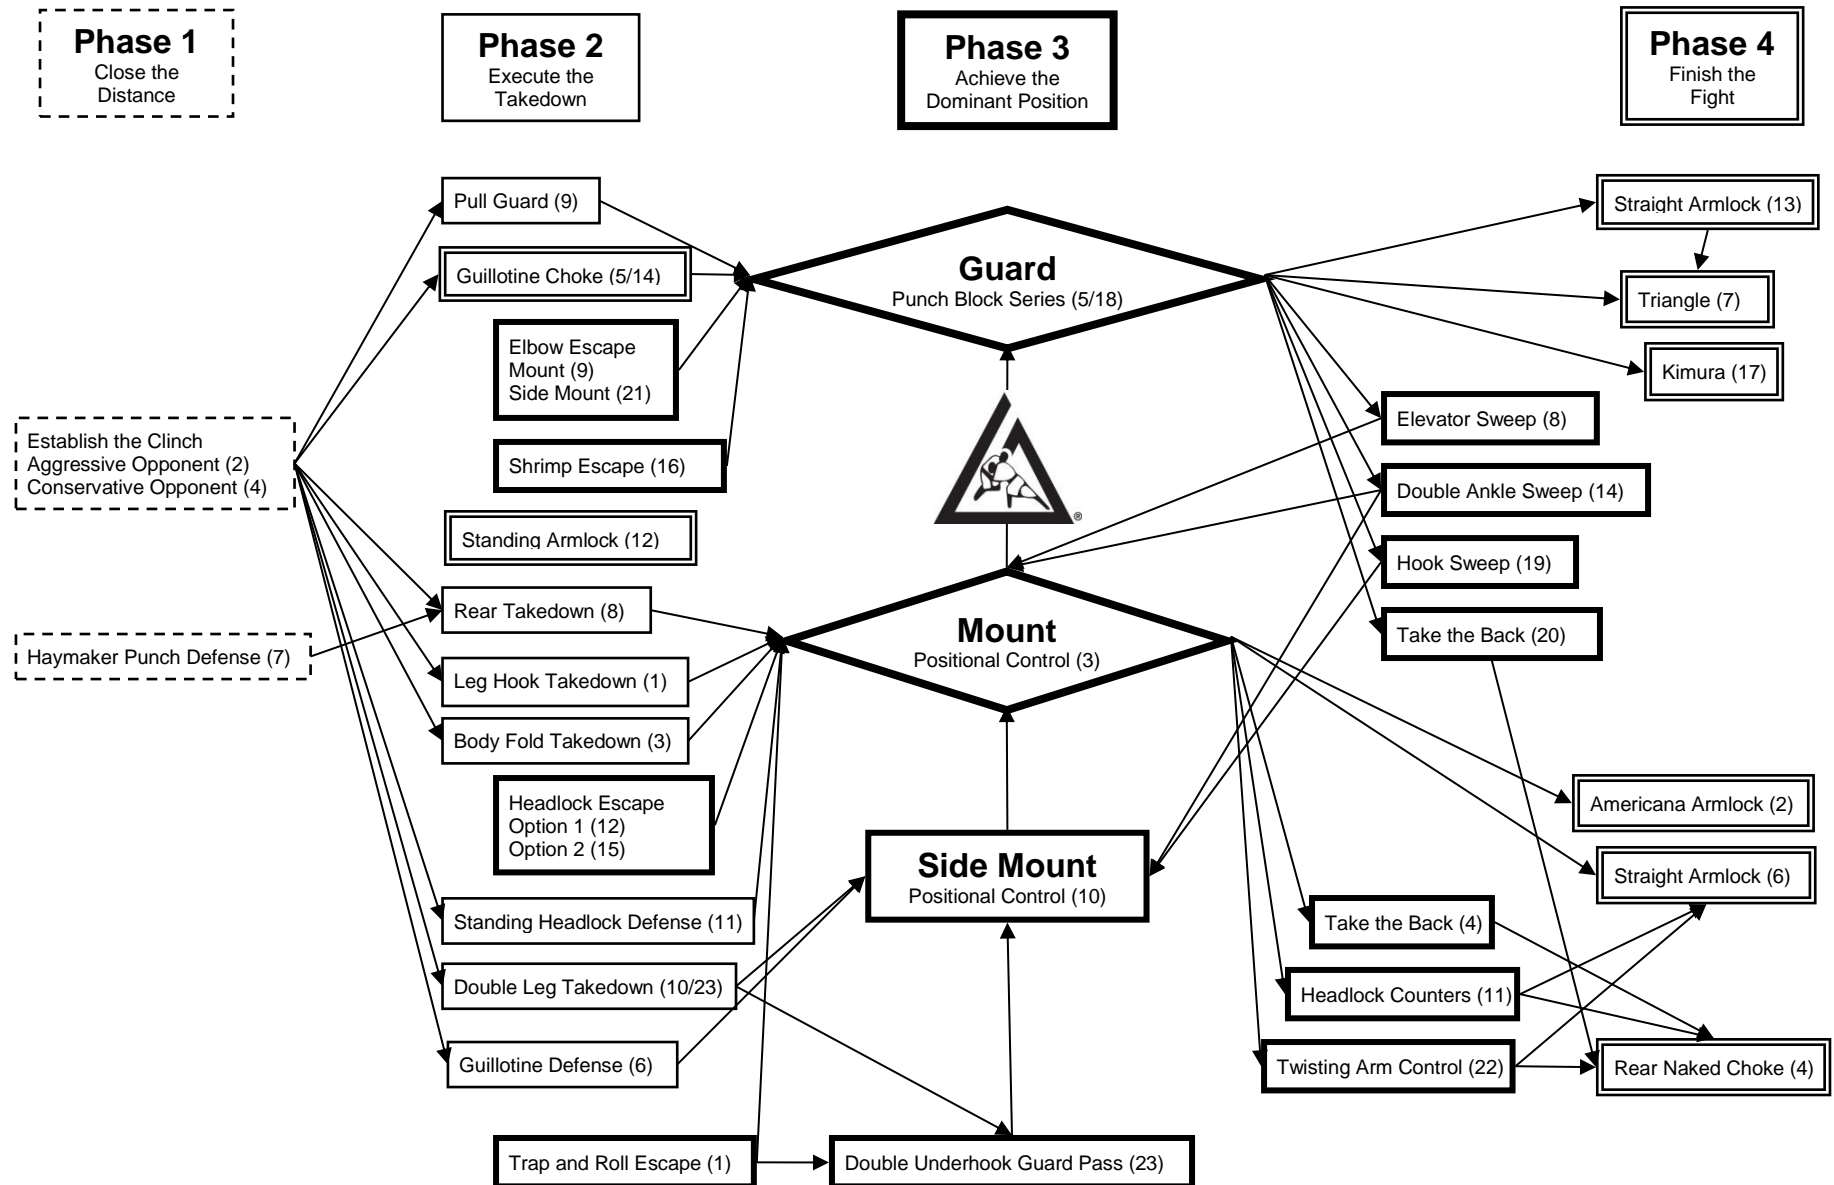 Phase 1
Close the
Distance
Phase 2
Execute the
Takedown
Phase 3
Achieve the
Dominant Position
Phase 4
Finish the
Fight
Establish the Clinch
Aggressive Opponent (2)
Conservative Opponent (4)
Haymaker Punch Defense (7)
Pull Guard (9)
Guillotine Choke (5/14)
Elbow Escape
Mount (9)
Side Mount (21)
Shrimp Escape (16)
Standing Armlock (12)
Rear Takedown (8)
Leg Hook Takedown (1)
Body Fold Takedown (3)
Headlock Escape
Option 1 (12)
Option 2 (15)
Standing Headlock Defense (11)
Double Leg Takedown (10/23)
Guillotine Defense (6)
Trap and Roll Escape (1)
Guard
Punch Block Series (5/18)
®
Mount
Positional Control (3)
Side Mount
Positional Control (10)
Double Underhook Guard Pass (23)
Elevator Sweep (8)
Double Ankle Sweep (14)
Hook Sweep (19)
Take the Back (20)
Take the Back (4)
Headlock Counters (11)
Twisting Arm Control (22)
Straight Armlock (13)
Triangle (7)
Kimura (17)
Americana Armlock (2)
Straight Armlock (6)
Rear Naked Choke (4)